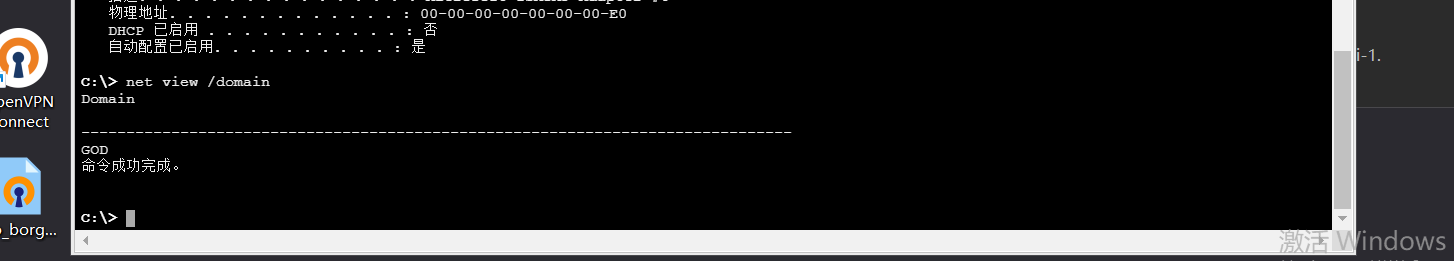 物理地址. . . . . . . . . . . . . : 00-00-00-00-00-00-00-E0
DHCP 已启用 . . . . . . . . . . . : 否
自动配置已启用. . . . . . . . . . : 是
C:\> net view /domain
Domain
-------------------------------------------------------------------------------
GOD
命令成功完成。
C:\>
penVPN
onnect
_borg...
i-1.
激活 Windows